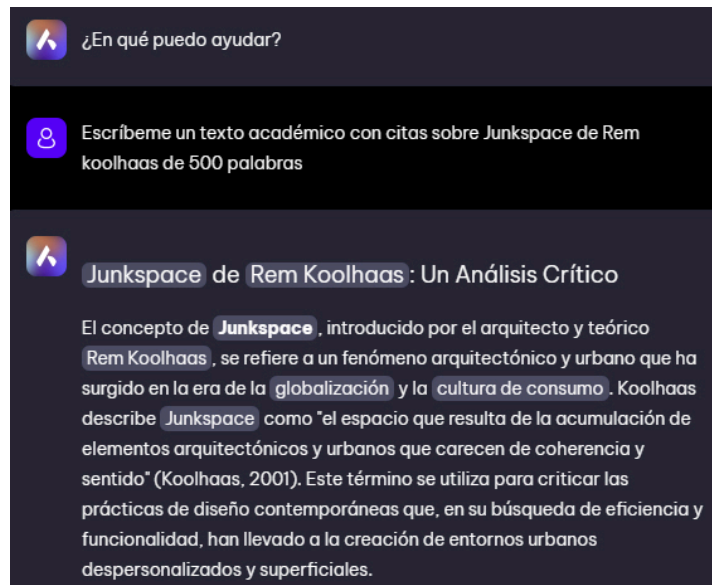 ¿En qué puedo ayudar?
Escríbeme un texto académico con citas sobre Junkspace de Rem
koolhaas de 500 palabras
Junkspace de Rem Koolhaas: Un Análisis Crítico
El concepto de Junkspace, introducido por el arquitecto y teórico
Rem Koolhaas, se refiere a un fenómeno arquitectónico y urbano que ha
surgido en la era de la globalización y la cultura de consumo. Koolhaas
describe Junkspace como "el espacio que resulta de la acumulación de
elementos arquitectónicos y urbanos que carecen de coherencia y
sentido" (Koolhaas, 2001). Este término se utiliza para criticar las
prácticas de diseño contemporáneas que, en su búsqueda de eficiencia y
funcionalidad, han llevado a la creación de entornos urbanos
despersonalizados y superficiales.